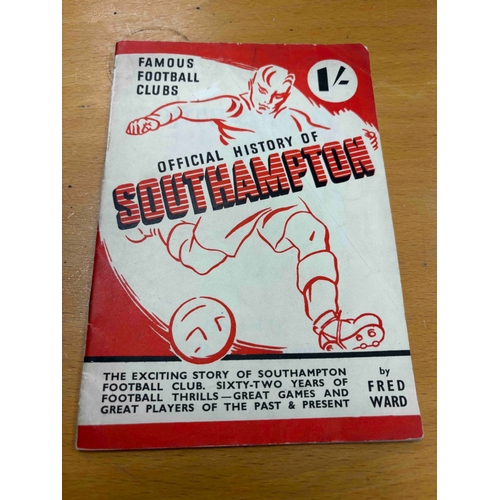 FAMOUS
FOOTBALL
CLUBS
1/-
OFFICIAL HISTORY OF
SOUTHAMPTON
THE EXCITING STORY OF SOUTHAMPTON
FOOTBALL CLUB. SIXTY-TWO YEARS OF
FOOTBALL THRILLS—GREAT GAMES AND
GREAT PLAYERS OF THE PAST & PRESENT
by
FRED
WARD